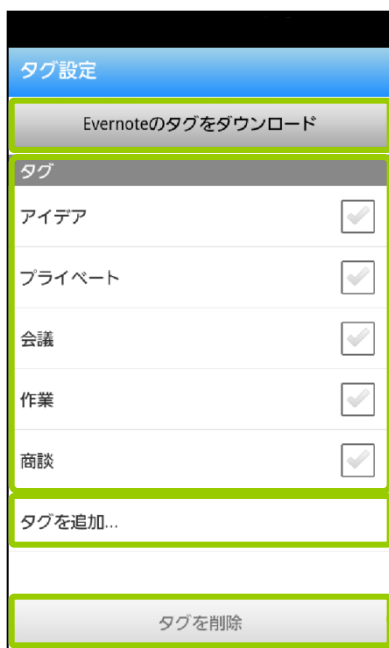 タグ設定
Evernoteのタグをダウンロード
タグ
アイデア
プライベート
会議
作業
商談
タグを追加...
タグを削除